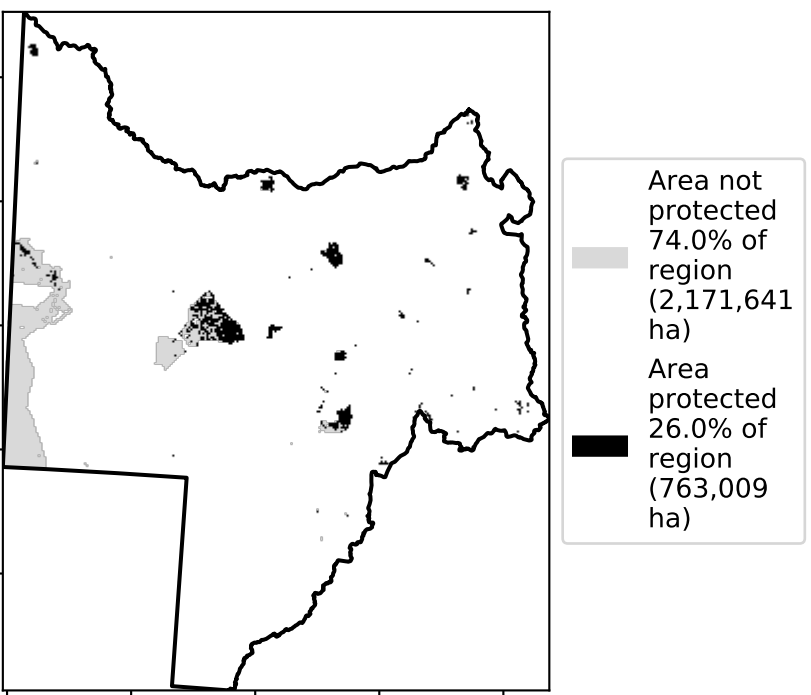 Area not
protected
74.0% of
region
(2,171,641
ha)
Area
protected
26.0% of
region
(763,009
ha)